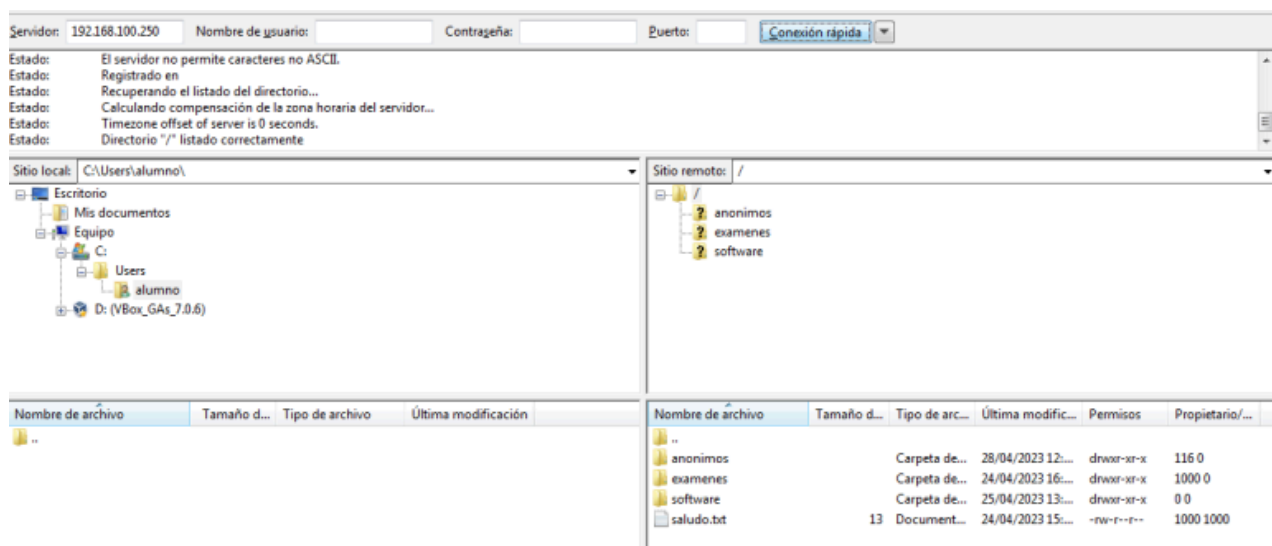 Servidor: 192.168.100.250 Nombre de usuario: Contraseña: Puerto: Conexión rápida
Estado: El servidor no permite caracteres no ASCII.
Estado: Registrado en
Estado: Recuperando el listado del directorio...
Estado: Calculando compensación de la zona horaria del servidor...
Estado: Timezone offset of server is 0 seconds.
Estado: Directorio "/" listado correctamente
Sitio local: C:\Users\alumno\
Escritorio
Mis documentos
Equipo
C:
Users
alumno
D: (VBox_GAs_7.0.6)
Sitio remoto: /
/
anonimos
examenes
software
Nombre de archivo Tamaño d... Tipo de archivo Última modificación
..
Nombre de archivo Tamaño d... Tipo de arc... Última modific... Permisos Propietario/...
..
anonimos Carpeta de... 28/04/2023 12:... drwxr-xr-x 116 0
examenes Carpeta de... 24/04/2023 16:... drwxr-xr-x 1000 0
software Carpeta de... 25/04/2023 13:... drwxr-xr-x 0 0
saludo.txt 13 Document... 24/04/2023 15:... -rw-r--r-- 1000 1000